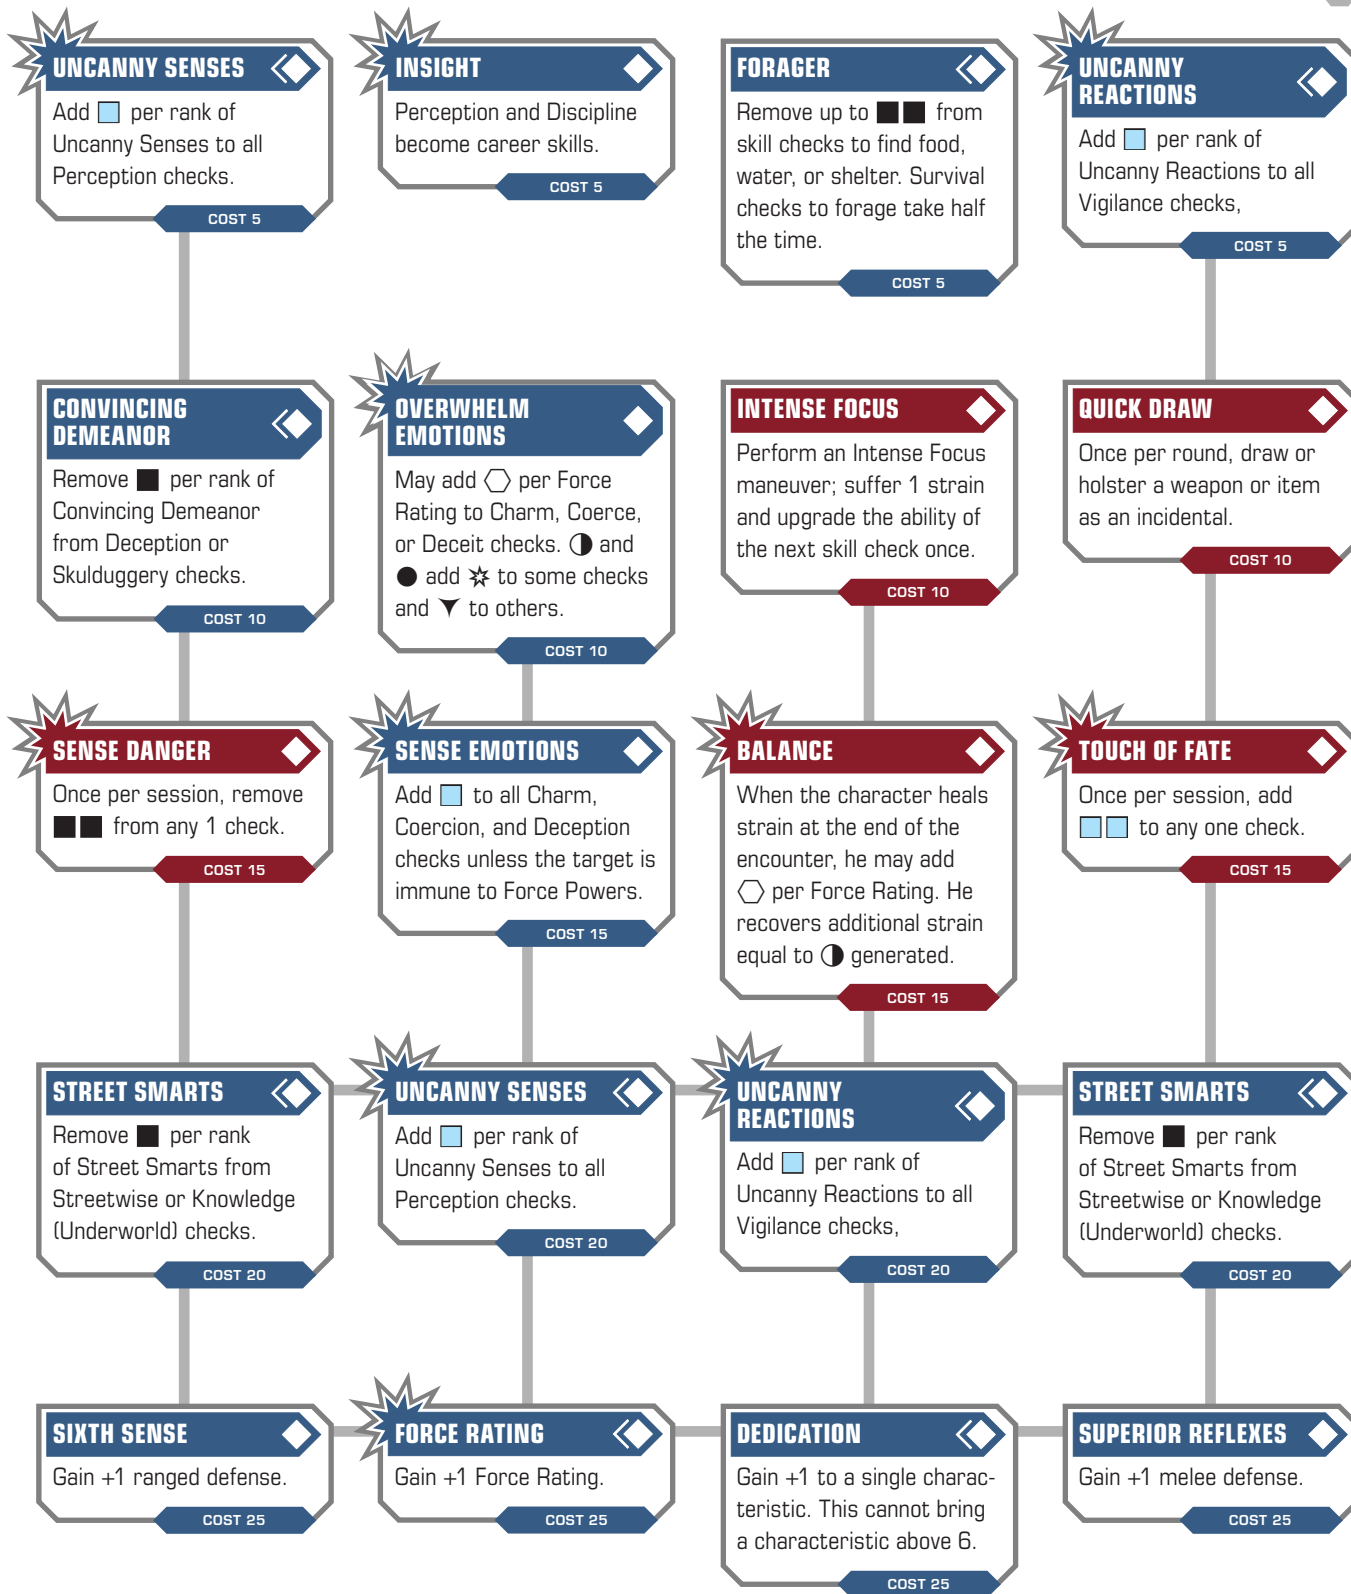 UNCANNY SENSES
Add per rank of
Uncanny Senses to all
Perception checks.
COST 5
INSIGHT
Perception and Discipline
become career skills.
COST 5
FORAGER
Remove up to from
skill checks to find food,
water, or shelter. Survival
checks to forage take half
the time.
COST 5
UNCANNY
REACTIONS
Add per rank of
Uncanny Reactions to all
Vigilance checks,
COST 5
CONVINCING
DEMEANOR
Remove per rank of
Convincing Demeanor
from Deception or
Skulduggery checks.
COST 10
OVERWHELM
EMOTIONS
May add per Force
Rating to Charm, Coerce,
or Deceit checks. and
add to some checks
and to others.
COST 10
INTENSE FOCUS
Perform an Intense Focus
maneuver; suffer 1 strain
and upgrade the ability of
the next skill check once.
COST 10
QUICK DRAW
Once per round, draw or
holster a weapon or item
as an incidental.
COST 10
SENSE DANGER
Once per session, remove
from any 1 check.
COST 15
SENSE EMOTIONS
Add to all Charm,
Coercion, and Deception
checks unless the target is
immune to Force Powers.
COST 15
BALANCE
When the character heals
strain at the end of the
encounter, he may add
per Force Rating. He
recovers additional strain
equal to generated.
COST 15
TOUCH OF FATE
Once per session, add
to any one check.
COST 15
STREET SMARTS
Remove per rank
of Street Smarts from
Streetwise or Knowledge
(Underworld) checks.
COST 20
UNCANNY SENSES
Add per rank of
Uncanny Senses to all
Perception checks.
COST 20
UNCANNY
REACTIONS
Add per rank of
Uncanny Reactions to all
Vigilance checks,
COST 20
STREET SMARTS
Remove per rank
of Street Smarts from
Streetwise or Knowledge
(Underworld) checks.
COST 20
SIXTH SENSE
Gain +1 ranged defense.
COST 25
FORCE RATING
Gain +1 Force Rating.
COST 25
DEDICATION
Gain +1 to a single charac-
teristic. This cannot bring
a characteristic above 6.
COST 25
SUPERIOR REFLEXES
Gain +1 melee defense.
COST 25